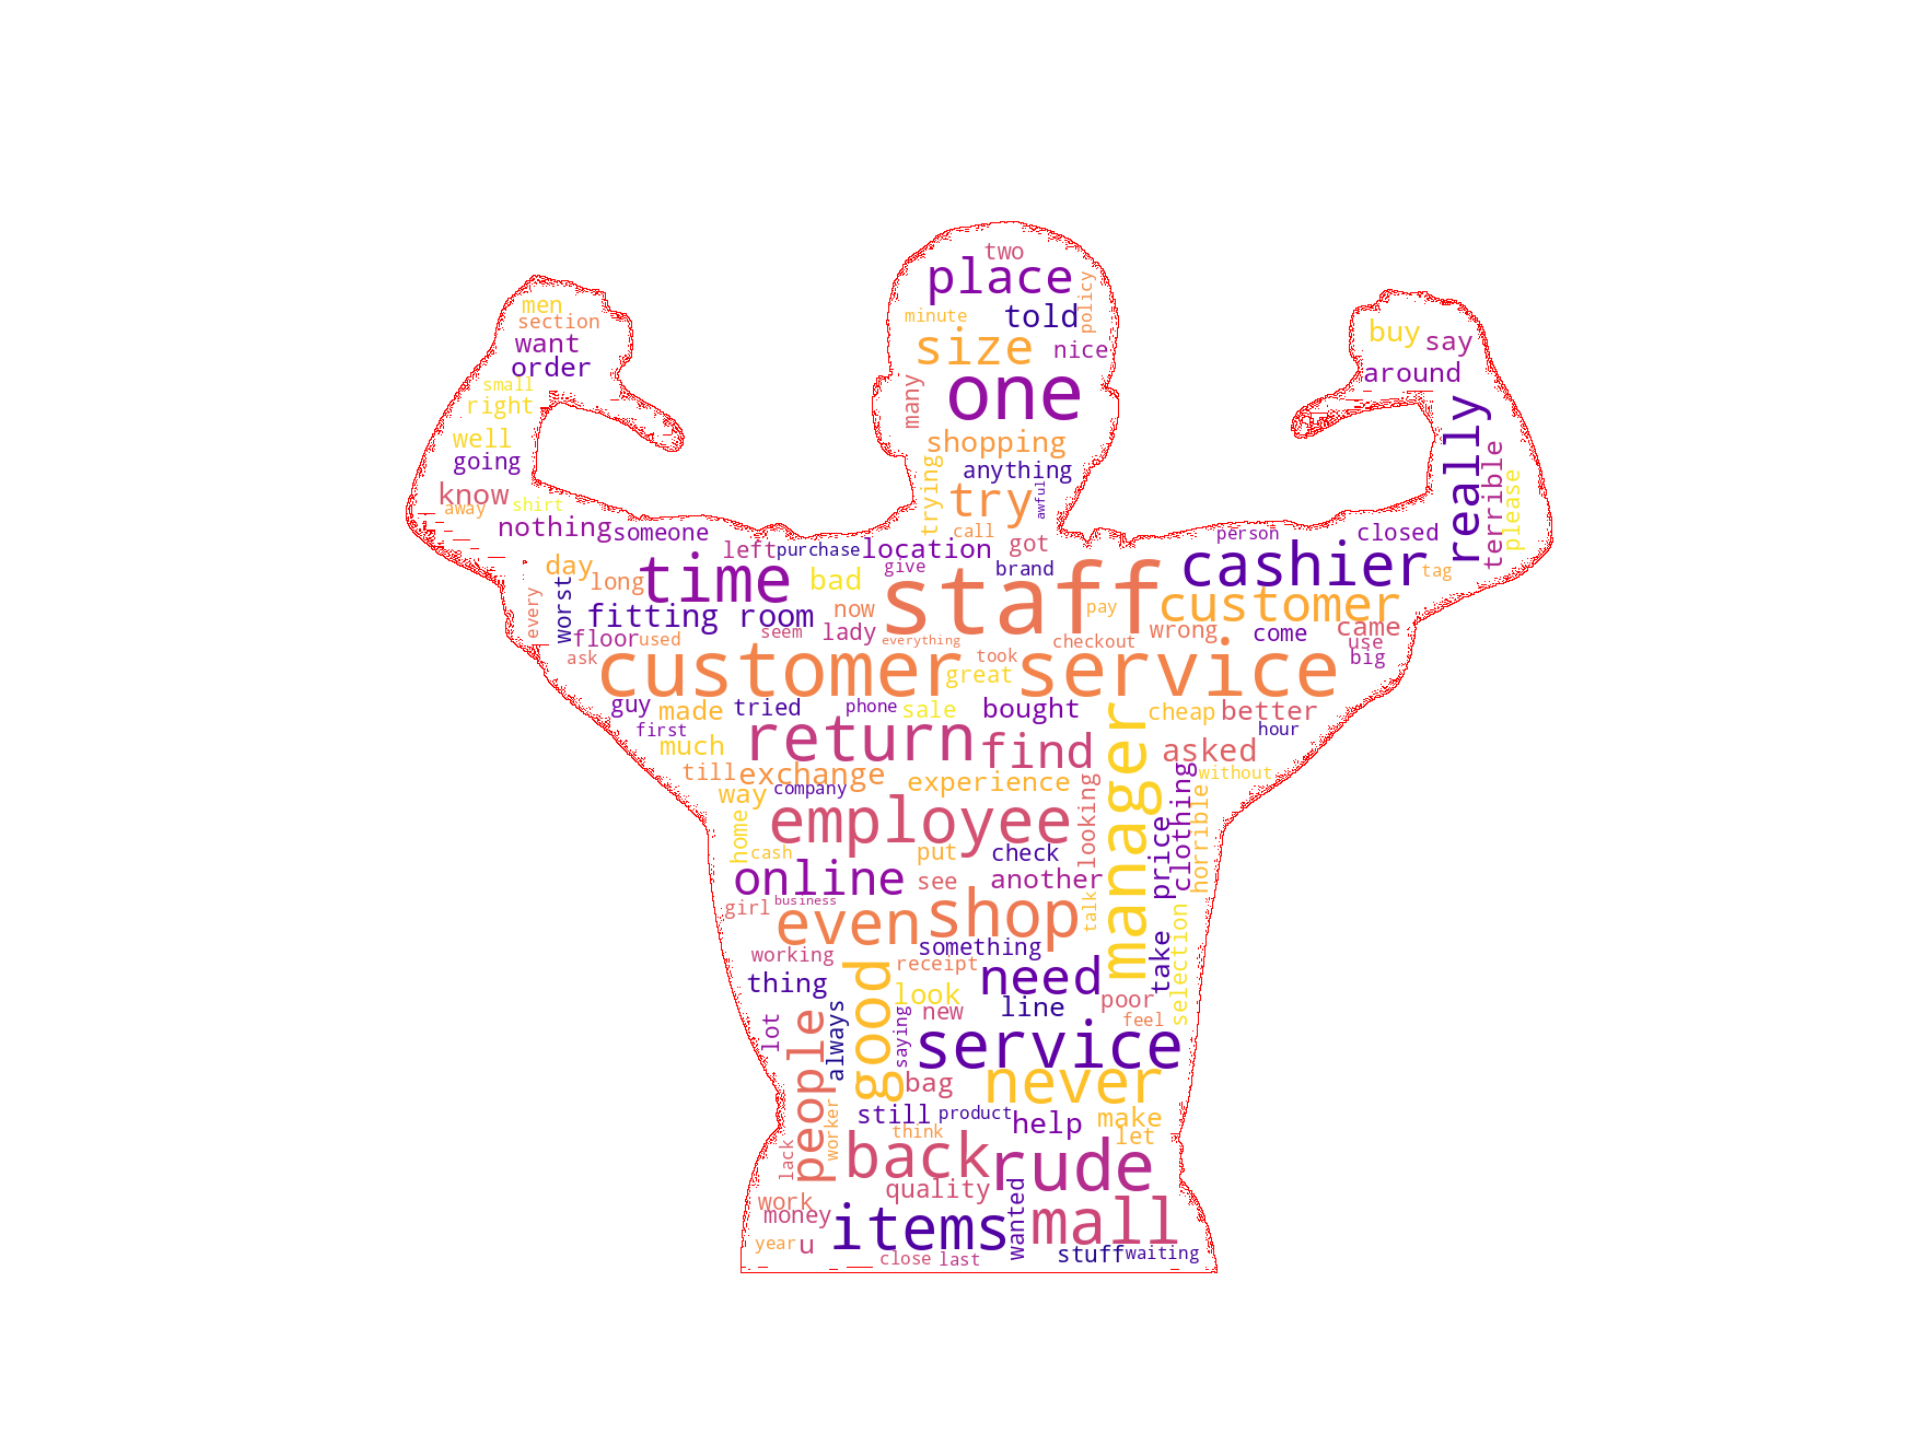 two
place
policy
minute
told
size
nice
many
one
shopping
trying
anything
try
awful
call
men
section
want
order
small
right
well
going
know
away
shirt
nothing
someone
buy
say
around
really
terrible
please
left
purchase
location
got
person
closed
day
long
time
bad
give
brand
staff
cashier
tag
every
worst
fitting room
now
pay
customer
floor
used
seem
lady
everything
checkout
wrong
come
came
use
ask
customer service
took
great
big
guy
made
tried
phone
sale
bought
manager
cheap
better
first
much
return
find
asked
hour
till
exchange
experience
looking
clothing
without
way
company
home
employee
price
horrible
cash
put
check
online
see
another
girl
business
even
shop
talk
take
selection
working
something
receipt
need
thing
good
look
line
poor
lot
people
always
saying
new
feel
service
bag
never
worker
still
product
help
make
think
let
lack
back
rude
quality
work
money
items
wanted
mall
year
u
close
last
stuff
waiting